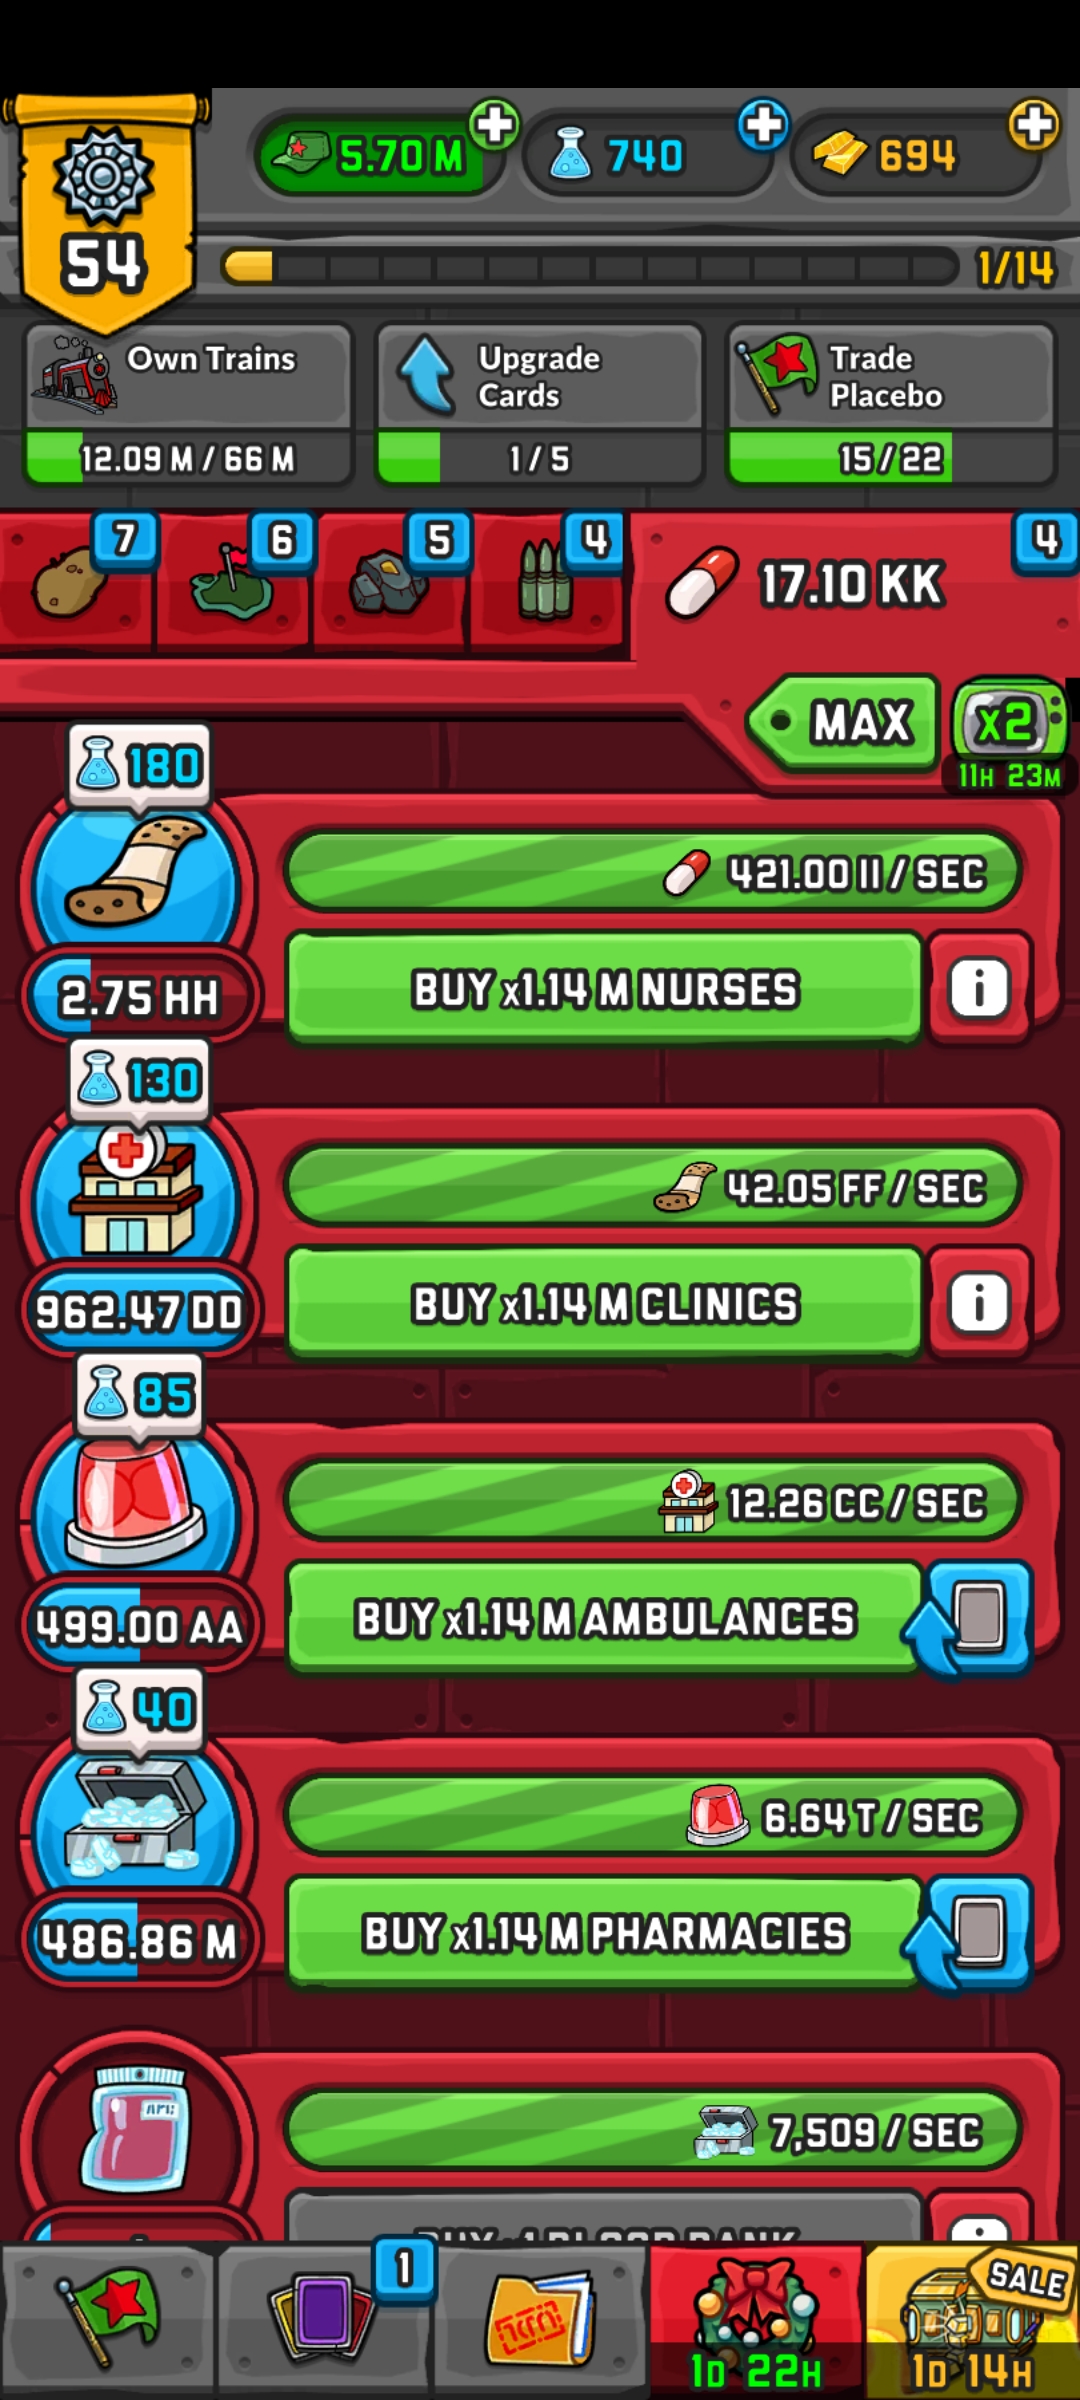 5.70 M
740
694
54
1/14
Own Trains
12.09 M / 66 M
Upgrade
Cards
1 / 5
Trade
Placebo
15 / 22
7
6
5
4
17.10 KK
4
MAX
x2
11H 23M
180
421.00 II / SEC
2.75 HH
BUY x1.14 M NURSES
i
130
42.05 FF / SEC
962.47 DD
BUY x1.14 M CLINICS
i
85
12.26 CC / SEC
499.00 AA
BUY x1.14 M AMBULANCES
40
6.64 T / SEC
486.86 M
BUY x1.14 M PHARMACIES
7,509 / SEC
BUY x1 BLOOD BANK
1
SALE
1D 22H
1D 14H